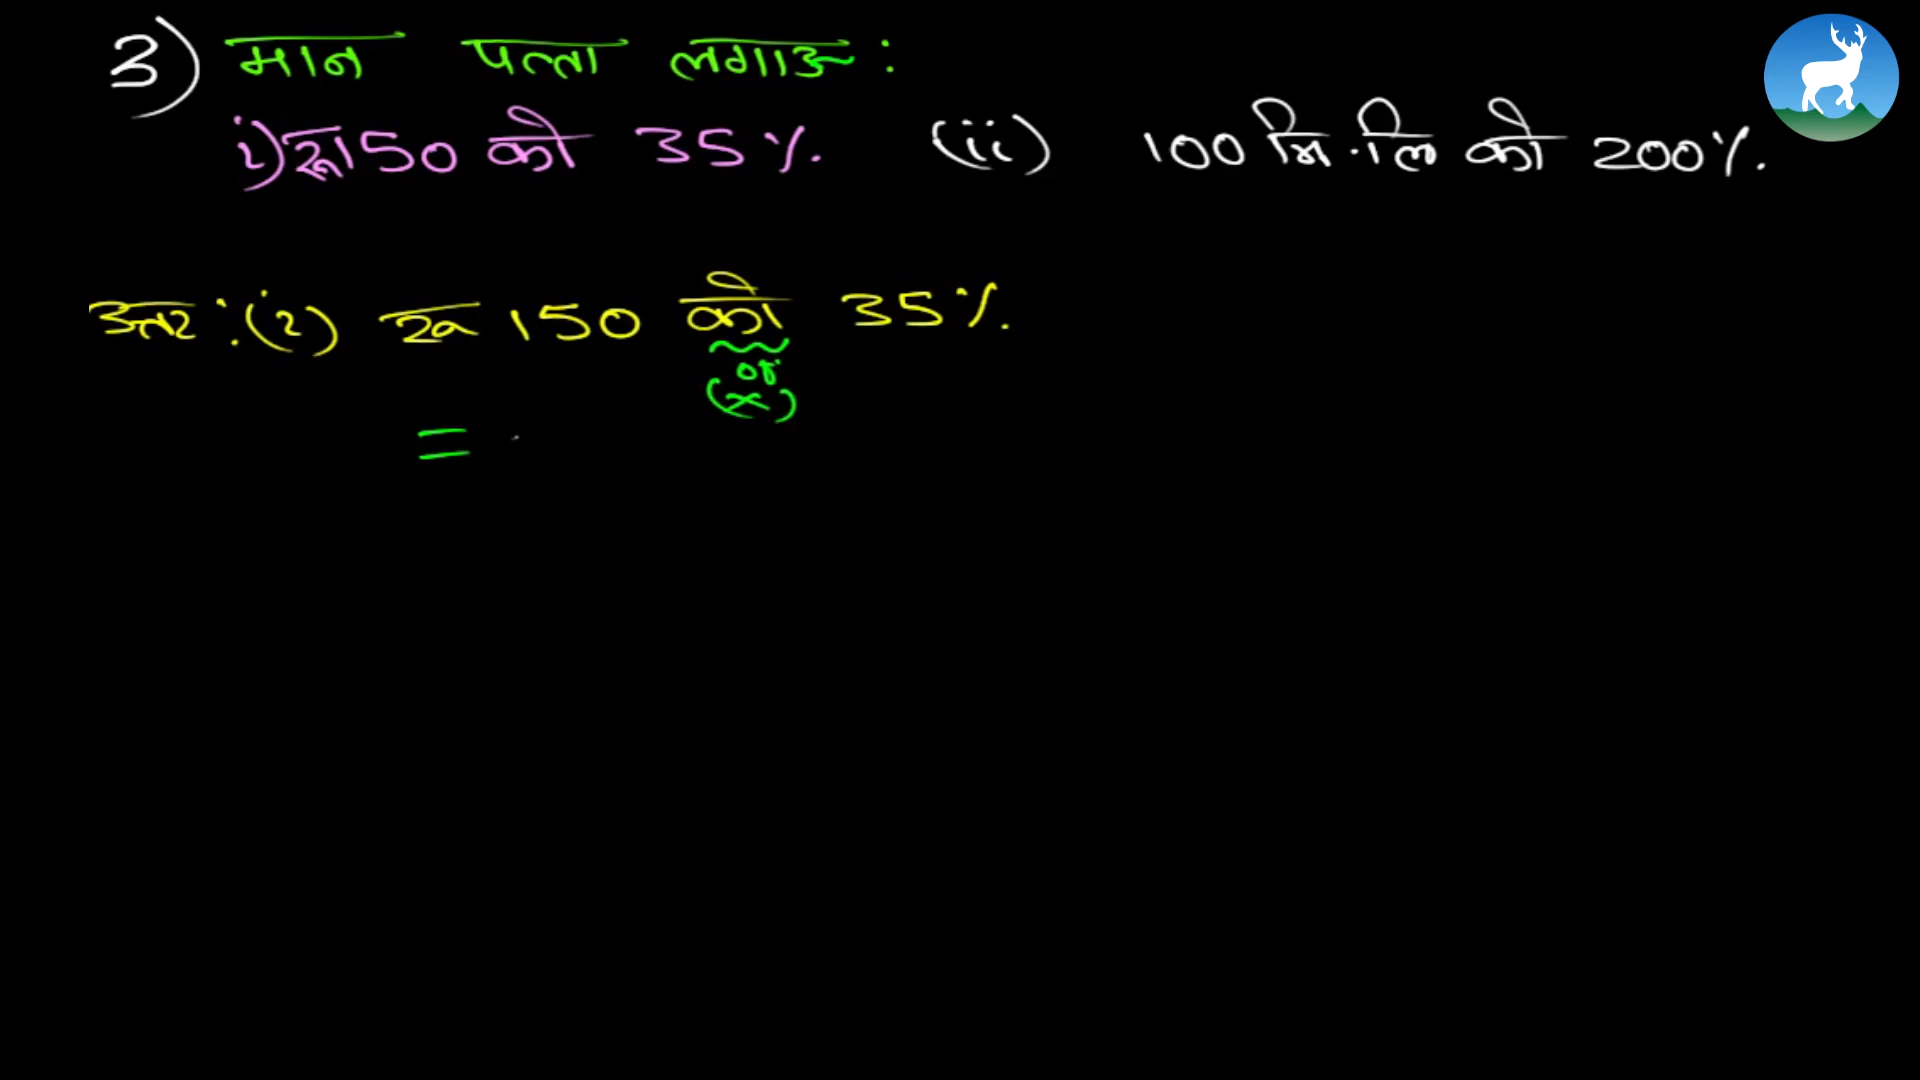 3) मान पत्ता लगाऊ :
i) रू150 को 35%. (ii) 100 मि.लि को 200%.
उत्तर :(i) रू 150 को 35%.
of
(×)
=